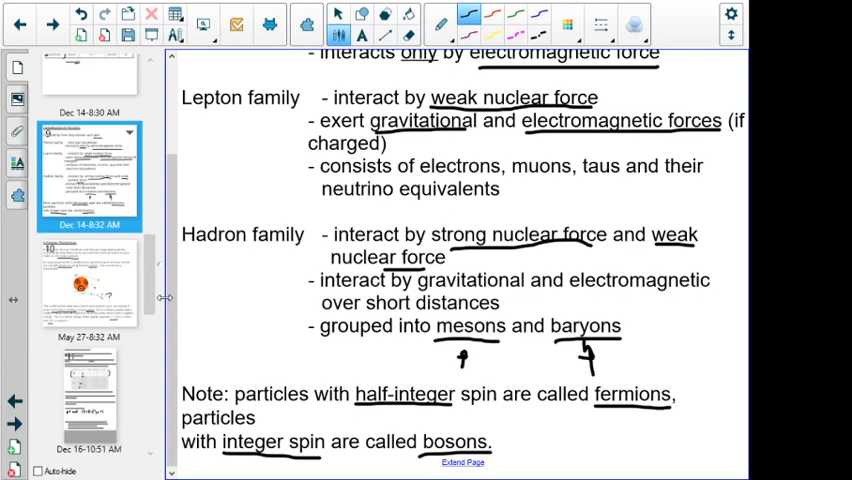 - interacts only by electromagnetic force
Lepton family - interact by weak nuclear force
- exert gravitational and electromagnetic forces (if
charged)
- consists of electrons, muons, taus and their
neutrino equivalents
Hadron family - interact by strong nuclear force and weak
nuclear force
- interact by gravitational and electromagnetic
over short distances
- grouped into mesons and baryons
Note: particles with half-integer spin are called fermions,
particles
with integer spin are called bosons.
Extend Page
Dec 14-8:30 AM
9
Dec 14-8:32 AM
10
May 27-8:32 AM
Dec 16-10:51 AM
Auto-hide